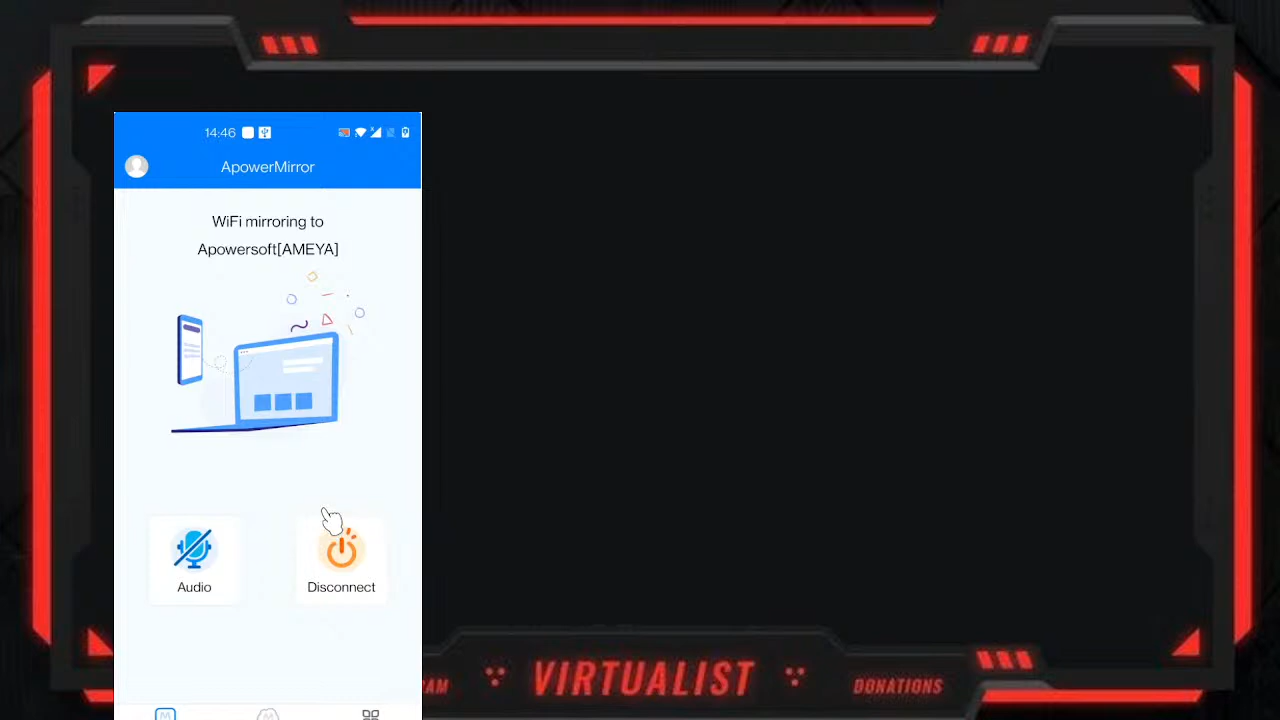 14:46
ApowerMirror
WiFi mirroring to
Apowersoft[AMEYA]
Audio
Disconnect
VIRTUALIST
DONATIONS